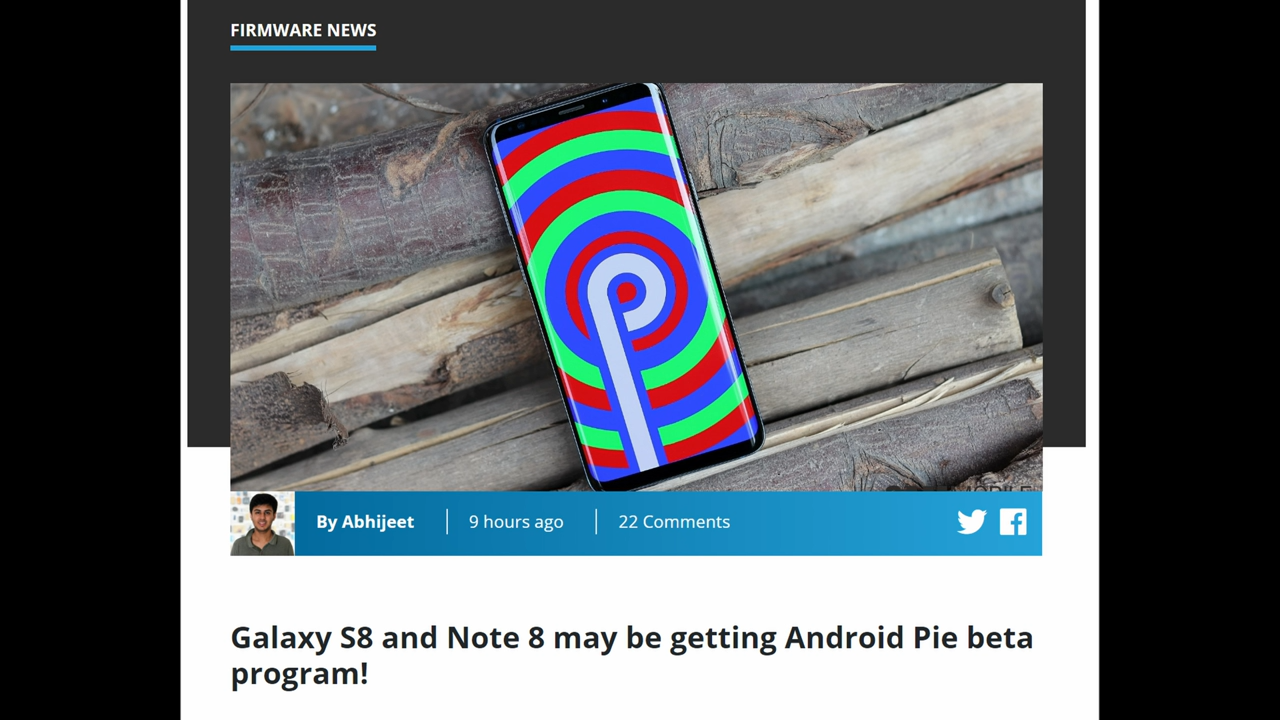 FIRMWARE NEWS
By Abhijeet
9 hours ago
22 Comments
Galaxy S8 and Note 8 may be getting Android Pie beta
program!